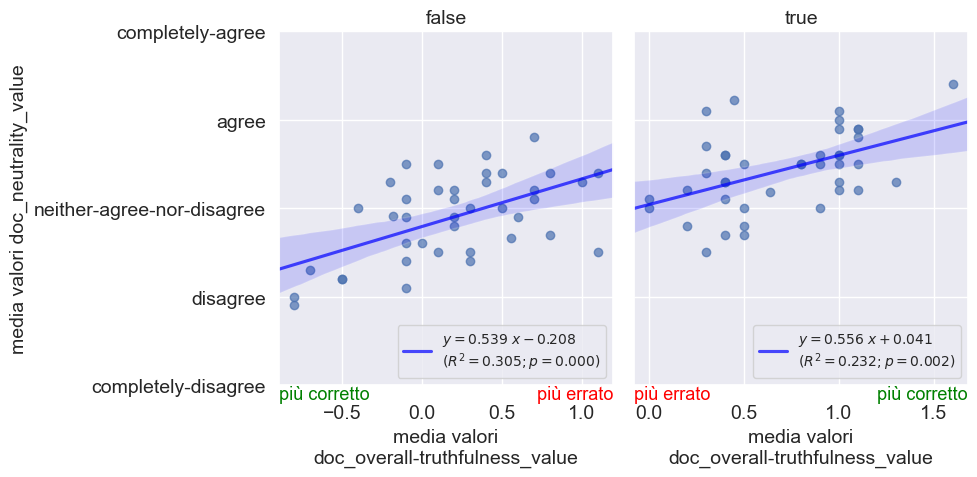 false
true
media valori doc_neutrality_value
completely-agree
agree
neither-agree-nor-disagree
disagree
completely-disagree
y = 0.539 x − 0.208
(R² = 0.305; p = 0.000)
y = 0.556 x + 0.041
(R² = 0.232; p = 0.002)
più corretto
più errato
più errato
più corretto
−0.5
0.0
0.5
1.0
0.0
0.5
1.0
1.5
media valori
doc_overall-truthfulness_value
media valori
doc_overall-truthfulness_value